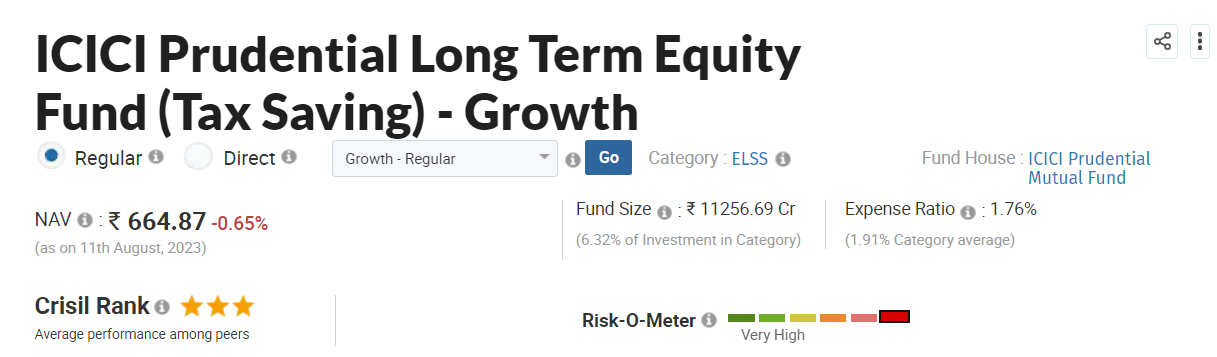 ICICI Prudential Long Term Equity
Fund (Tax Saving) - Growth
Regular Direct Growth - Regular Go Category : ELSS Fund House : ICICI Prudential
Mutual Fund
NAV : ₹ 664.87 -0.65% Fund Size : ₹ 11256.69 Cr Expense Ratio : 1.76%
(as on 11th August, 2023) (6.32% of Investment in Category) (1.91% Category average)
Crisil Rank Risk-O-Meter
Average performance among peers Very High